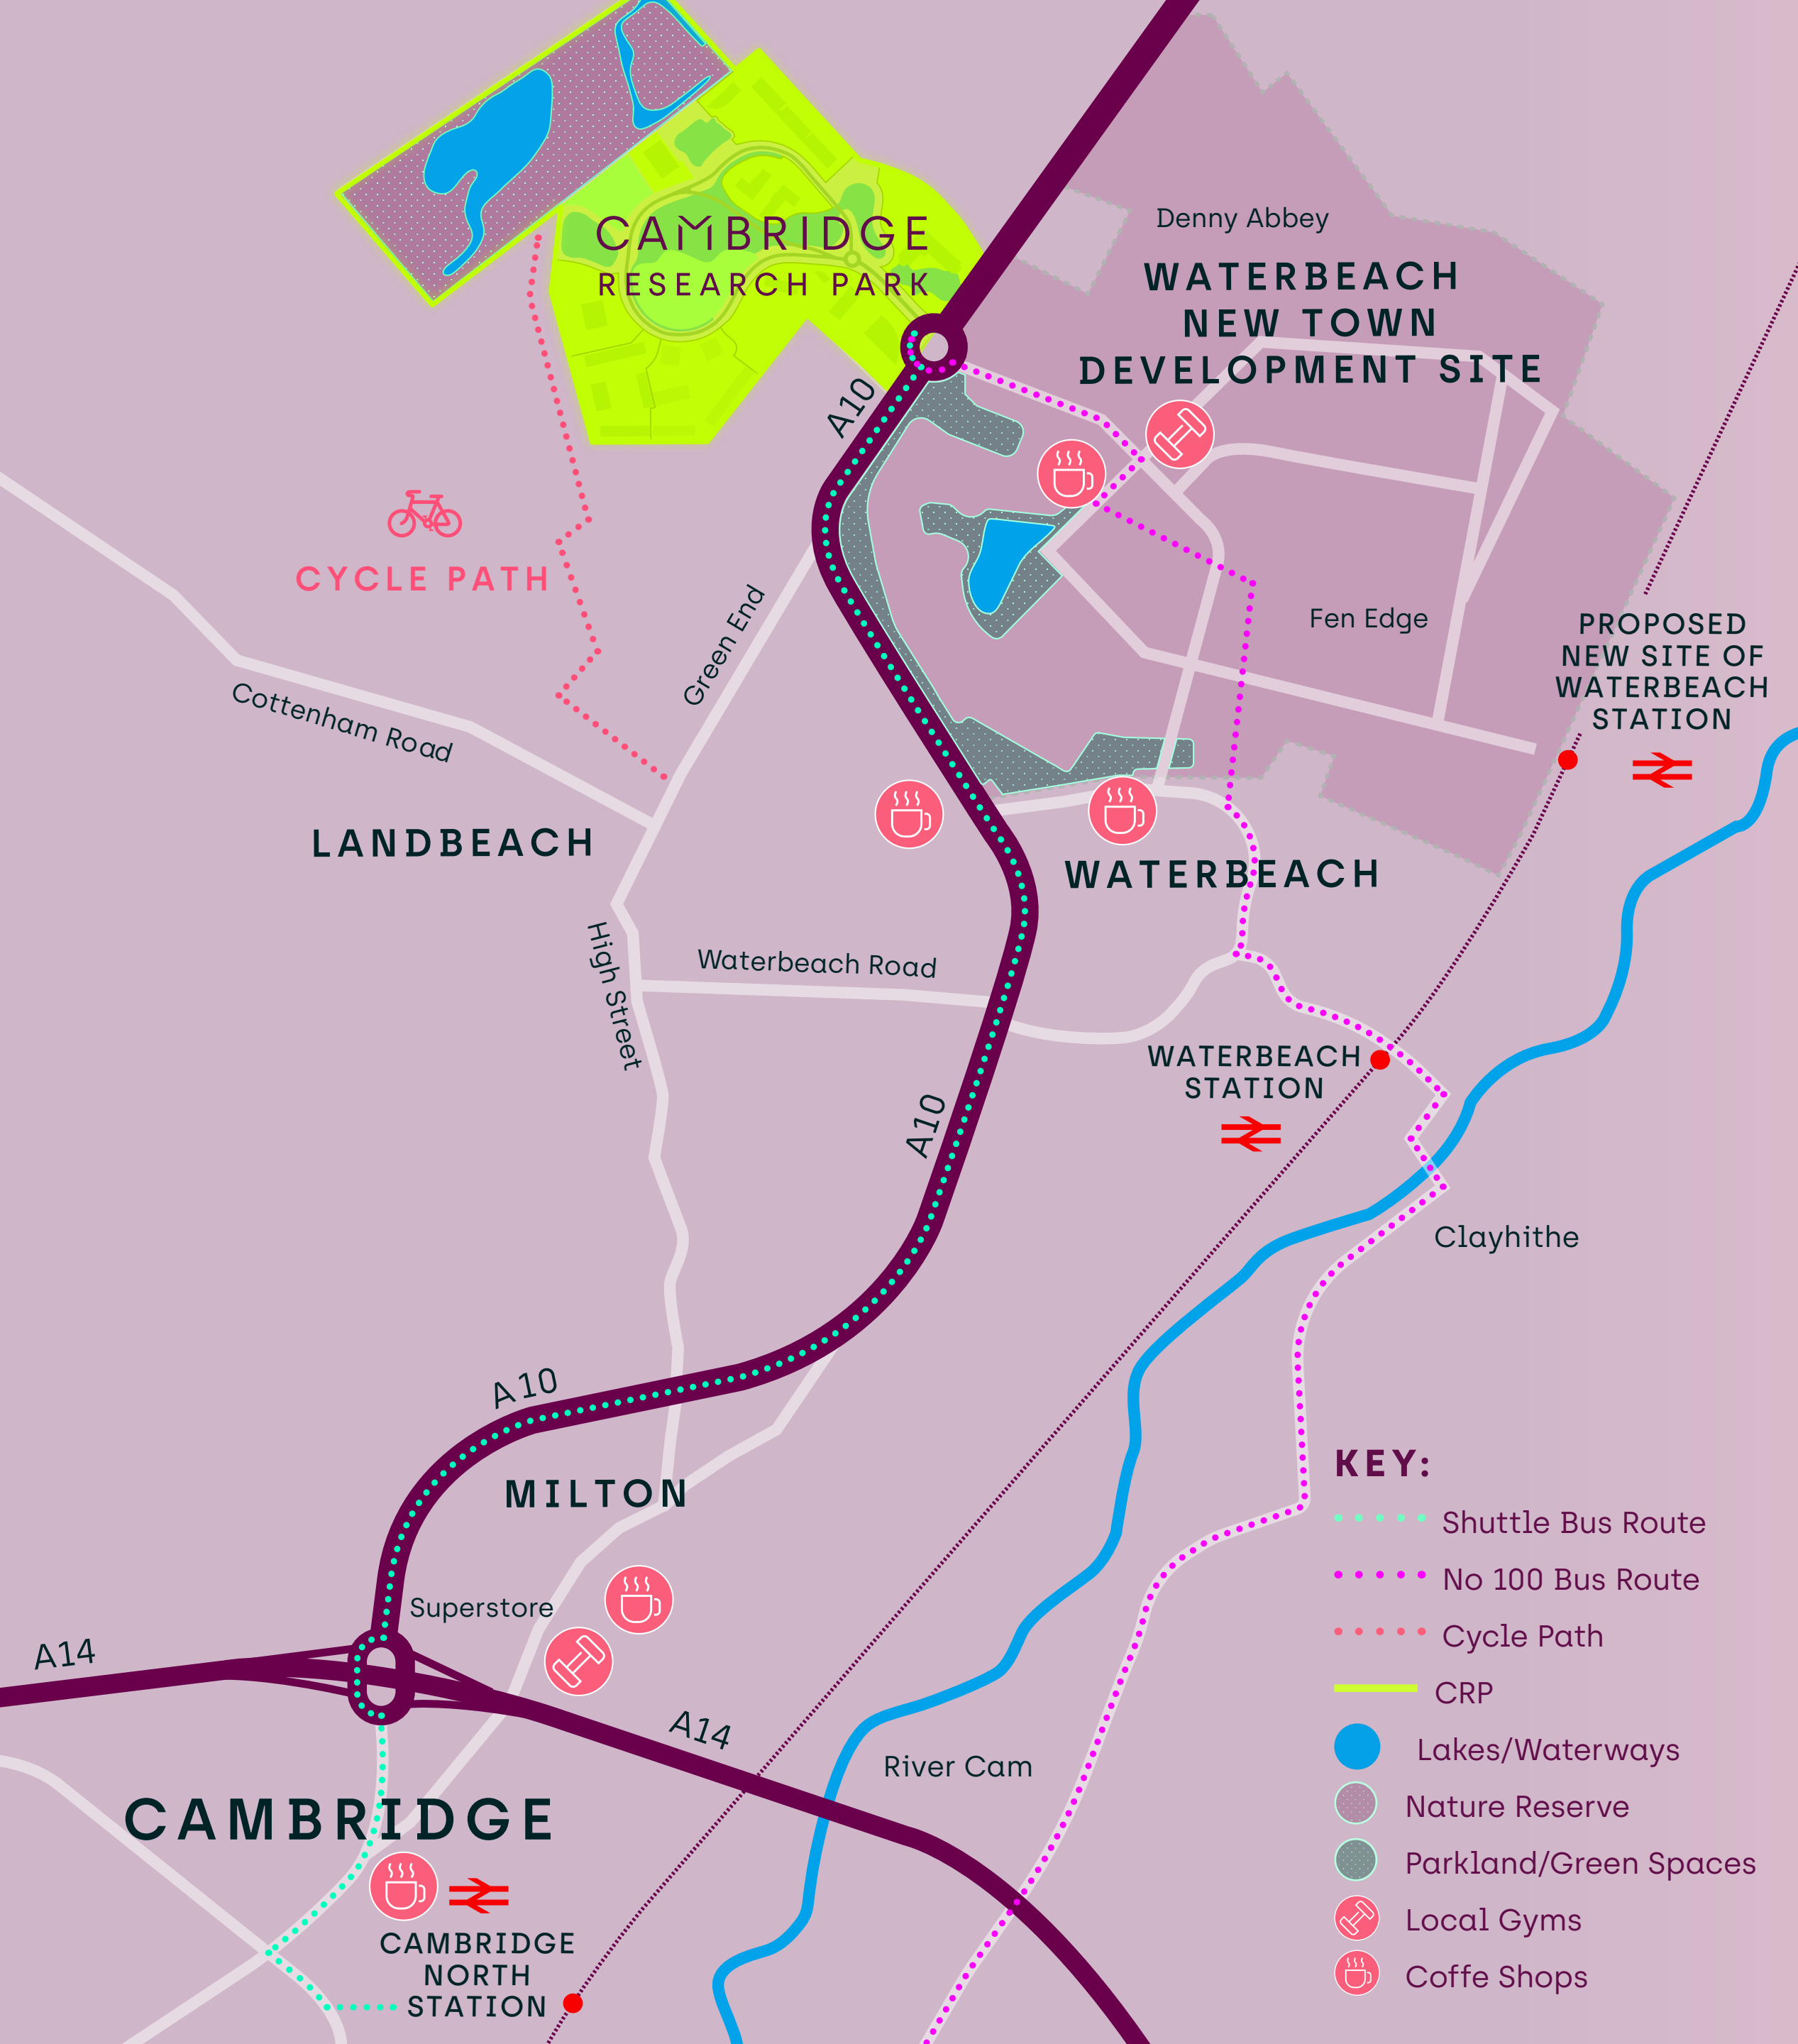 CAMBRIDGE
RESEARCH PARK
Denny Abbey
WATERBEACH
NEW TOWN
DEVELOPMENT SITE
A10
CYCLE PATH
Green End
Fen Edge
PROPOSED
NEW SITE OF
WATERBEACH
STATION
Cottenham Road
LANDBEACH
WATERBEACH
High Street
Waterbeach Road
WATERBEACH
STATION
A10
Clayhithe
A10
MILTON
KEY:
Shuttle Bus Route
No 100 Bus Route
Cycle Path
CRP
Lakes/Waterways
Nature Reserve
Parkland/Green Spaces
Local Gyms
Coffe Shops
Superstore
A14
A14
River Cam
CAMBRIDGE
CAMBRIDGE
NORTH
STATION